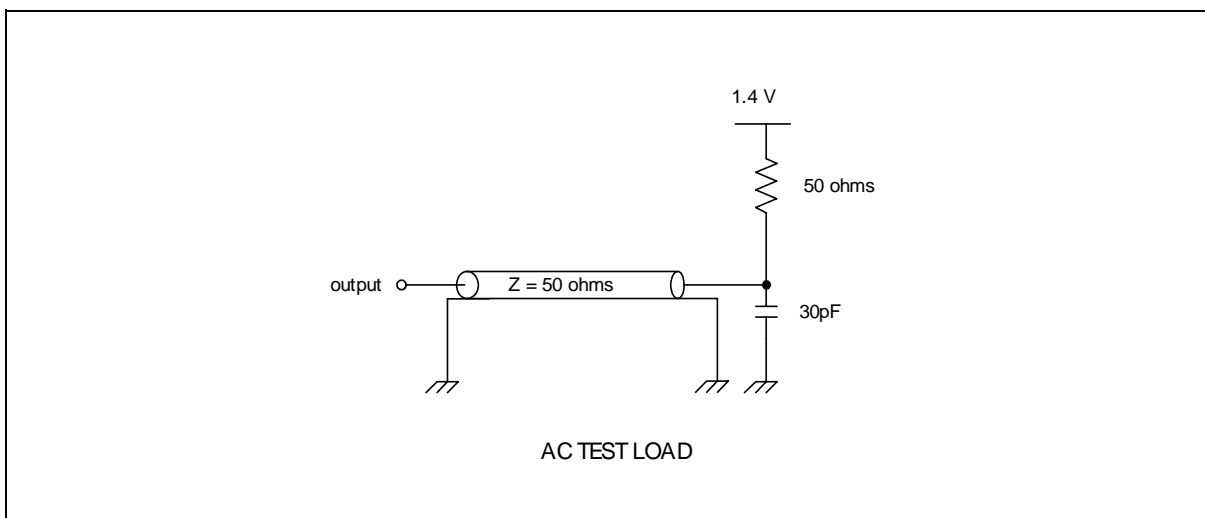 1.4 V
50 ohms
output
Z = 50 ohms
30pF
AC TEST LOAD